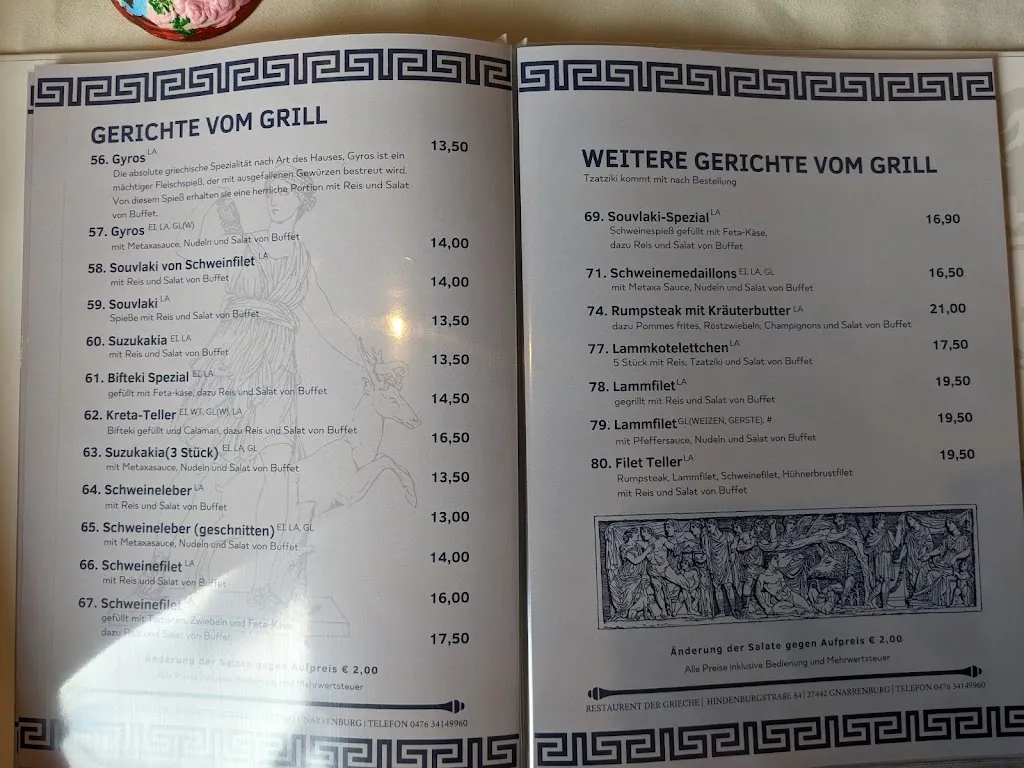 GERICHTE VOM GRILL
56. Gyros LA 13,50
Die absolute griechische Spezialität nach Art des Hauses, Gyros ist ein
mächtiger Fleischspieß, der mit ausgefallenen Gewürzen bestreut wird.
Von diesem Spieß erhalten sie eine herrliche Portion mit Reis und Salat
von Buffet.
57. Gyros EI, LA, GL(W) 14,00
mit Metaxasauce, Nudeln und Salat von Buffet
58. Souvlaki von Schweinfilet LA 14,00
mit Reis und Salat von Buffet
59. Souvlaki LA 13,50
Spieße mit Reis und Salat von Buffet
60. Suzukakia EI, LA 13,50
mit Reis und Salat von Buffet
61. Bifteki Spezial EI, LA 14,50
gefüllt mit Feta-käse, dazu Reis und Salat von Buffet
62. Kreta-Teller EI, WT, GL(W), LA 16,50
Bifteki gefüllt und Calamari, dazu Reis und Salat von Buffet
63. Suzukakia(3 Stück) EI, LA, GL 13,50
mit Metaxasauce, Nudeln und Salat von Buffet
64. Schweineleber LA 13,00
mit Reis und Salat von Buffet
65. Schweineleber (geschnitten) EI, LA, GL 14,00
mit Metaxasauce, Nudeln und Salat von Buffet
66. Schweinefilet LA 16,00
mit Reis und Salat von Buffet
67. Schweinefilet 17,50
gefüllt mit Tomaten, Zwiebeln und Feta-Käse
dazu Reis und Salat von Buffet
Änderung der Salate gegen Aufpreis € 2,00
Alle Preise inklusive Bedienung und Mehrwertsteuer
GNARRENBURG | TELEFON 0476 34149960
WEITERE GERICHTE VOM GRILL
Tzatziki kommt mit nach Bestellung
69. Souvlaki-Spezial LA 16,90
Schweinespieß gefüllt mit Feta-Käse,
dazu Reis und Salat von Buffet
71. Schweinemedaillons EI, LA, GL 16,50
mit Metaxa Sauce, Nudeln und Salat von Buffet
74. Rumpsteak mit Kräuterbutter LA 21,00
dazu Pommes frites, Röstzwiebeln, Champignons und Salat von Buffet
77. Lammkotelettchen LA 17,50
5 Stück mit Reis, Tzatziki und Salat von Buffet
78. Lammfilet LA 19,50
gegrillt mit Reis und Salat von Buffet
79. Lammfilet GL(WEIZEN, GERSTE), # 19,50
mit Pfeffersauce, Nudeln und Salat von Buffet
80. Filet Teller LA 19,50
Rumpsteak, Lammfilet, Schweinefilet, Hühnerbrustfilet
mit Reis und Salat von Buffet
Änderung der Salate gegen Aufpreis € 2,00
Alle Preise inklusive Bedienung und Mehrwertsteuer
RESTAURENT DER GRIECHE | HINDENBURGSTRAßE 84 | 27442 GNARRENBURG | TELEFON 0476 34149960